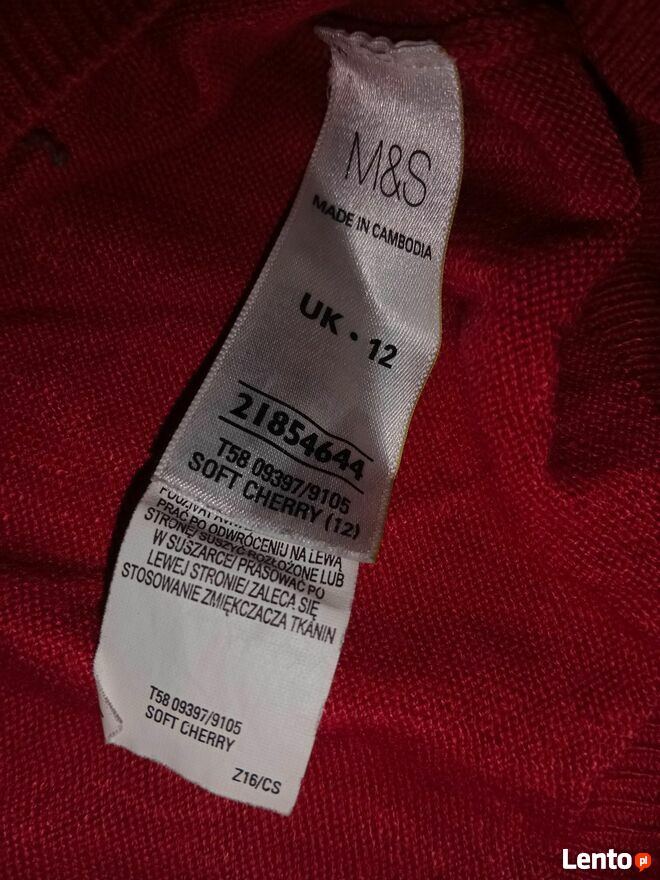 M&S
MADE IN CAMBODIA
UK • 12
21854644
T58 09397/9105
SOFT CHERRY (12)
PRAĆ PO ODWRÓCENIU NA LEWĄ
STRONĘ/ SUSZYĆ ROZŁOŻONE LUB
W SUSZARCE/ PRASOWAĆ PO
LEWEJ STRONIE/ ZALECA SIĘ
STOSOWANIE ZMIĘKCZACZA TKANIN
T58 09397/9105
SOFT CHERRY
Z16/CS
Lento pl